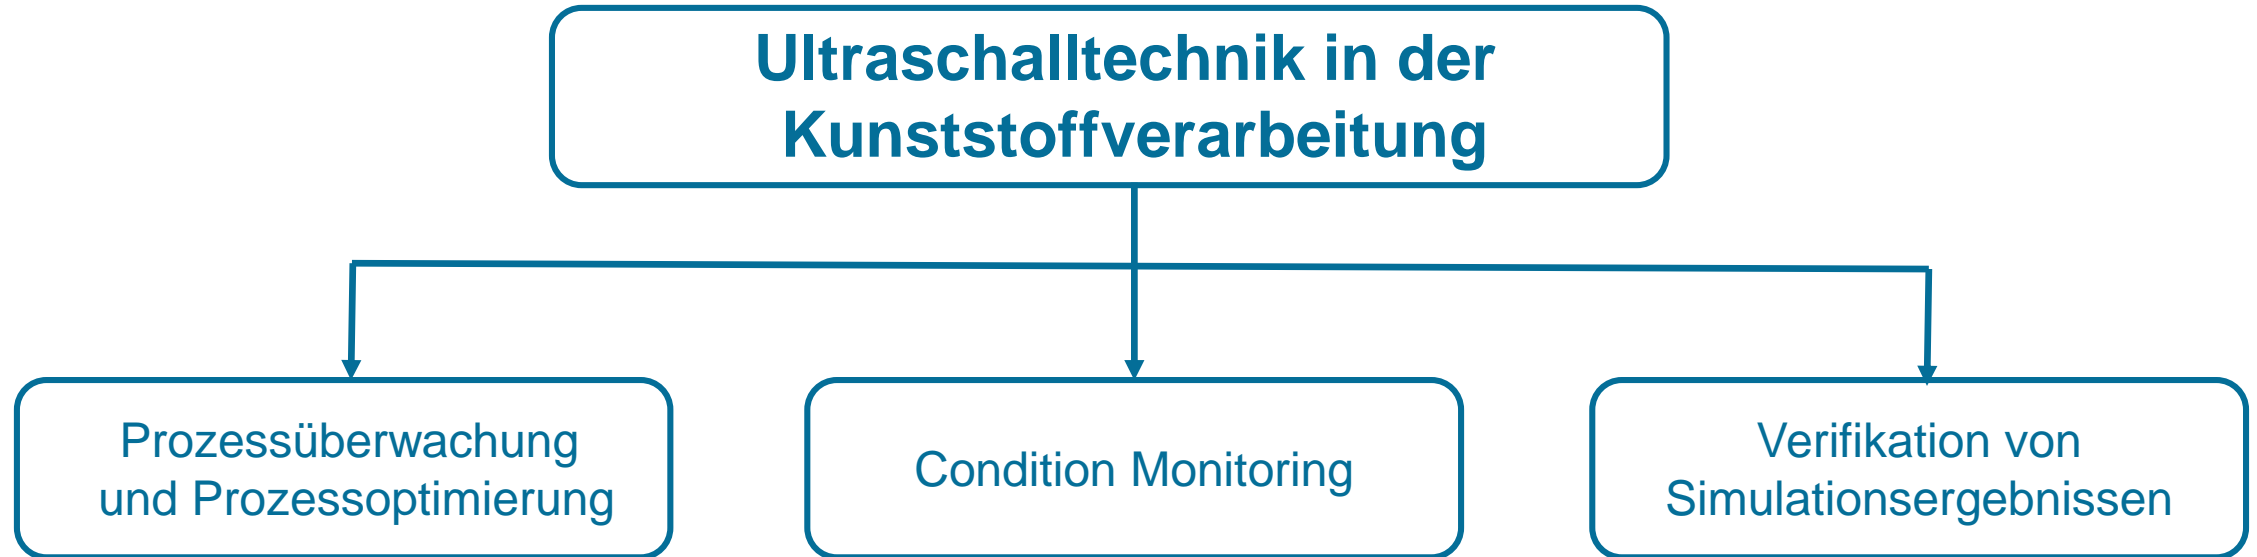 Ultraschalltechnik in der
Kunststoffverarbeitung
Prozessüberwachung
und Prozessoptimierung
Condition Monitoring
Verifikation von
Simulationsergebnissen